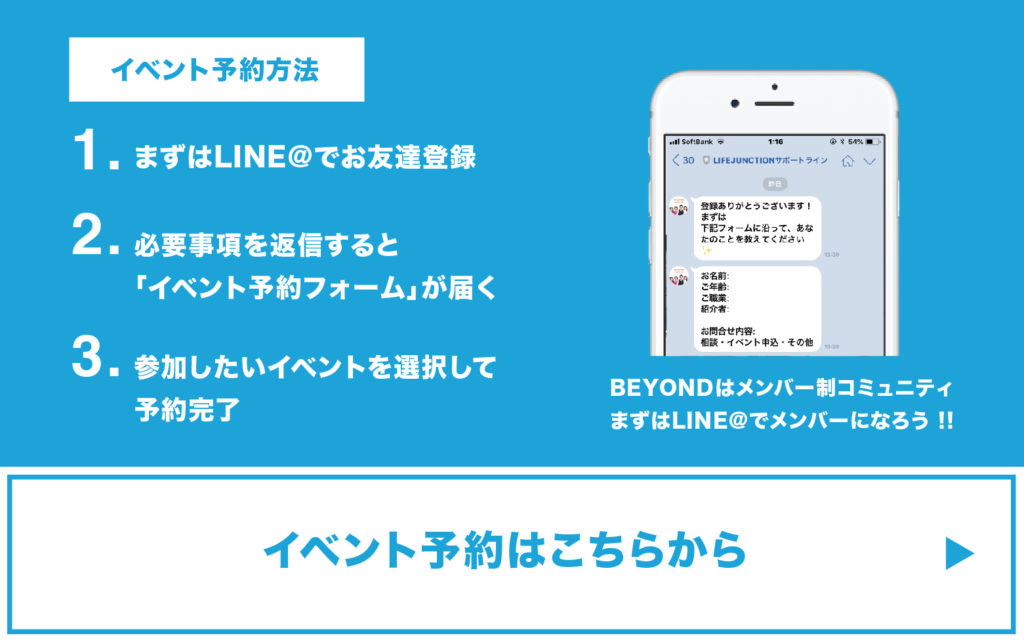 イベント予約方法
1. まずはLINE@でお友達登録
2. 必要事項を返信すると
「イベント予約フォーム」が届く
3. 参加したいイベントを選択して
予約完了
SoftBank 1:16 54%
30 LIFEJUNCTIONサポートライン
昨日
登録ありがとうございます！
まずは
下記フォームに沿って、あな
たのことを教えてください
✨ 13:39
お名前:
ご年齢:
ご職業:
紹介者:
お問合せ内容:
相談・イベント申込・その他 13:39
BEYONDはメンバー制コミュニティ
まずはLINE@でメンバーになろう !!
イベント予約はこちらから